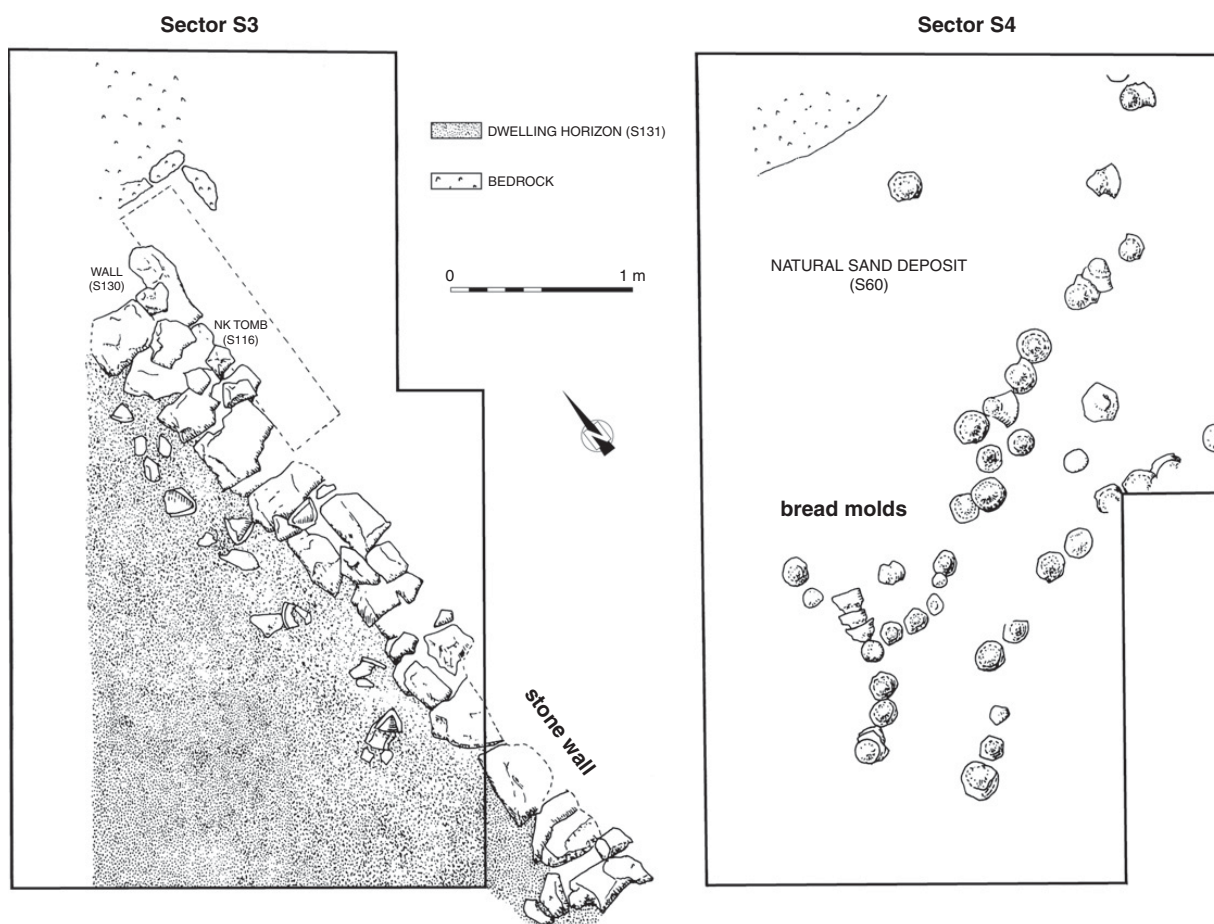 Sector S3
Sector S4
DWELLING HORIZON (S131)
BEDROCK
WALL
(S130)
NK TOMB
(S116)
0 1 m
NATURAL SAND DEPOSIT
(S60)
N
bread molds
stone wall